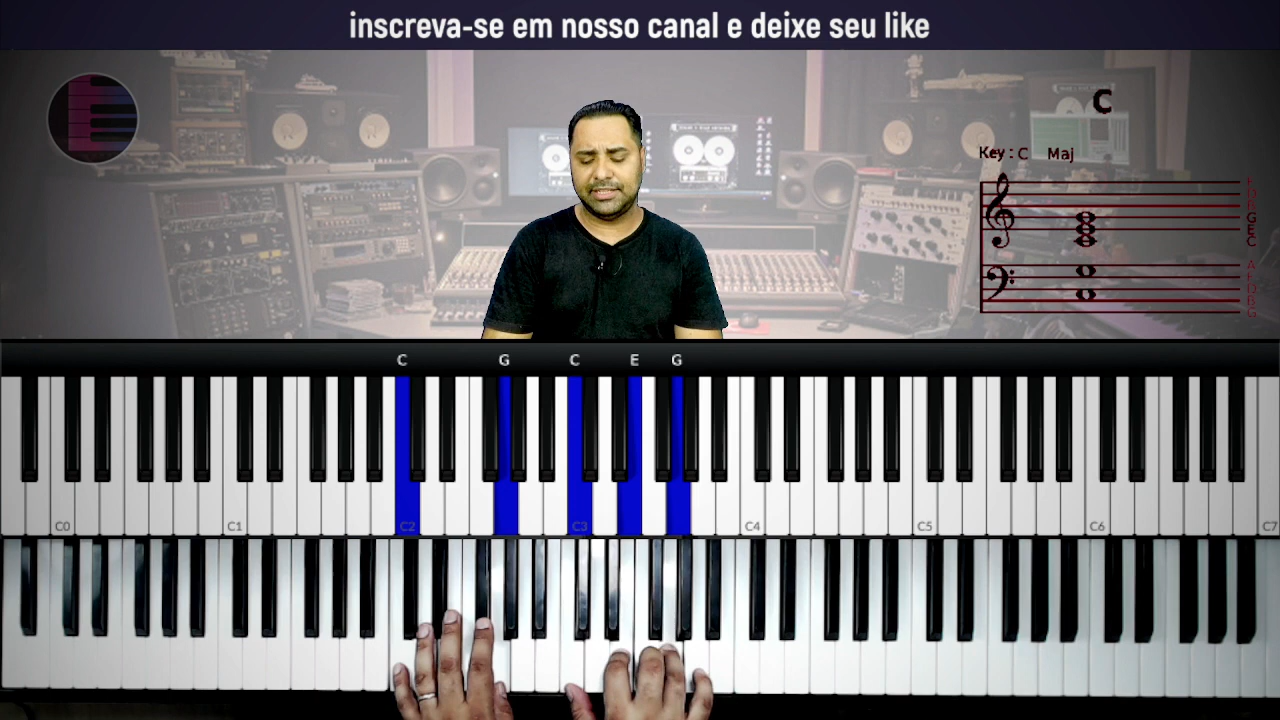 inscreva-se em nosso canal e deixe seu like
C
Key : C Maj
F
D
B
G
E
C
A
F
D
B
G
C G C E G
C0 C1 C2 C3 C4 C5 C6 C7